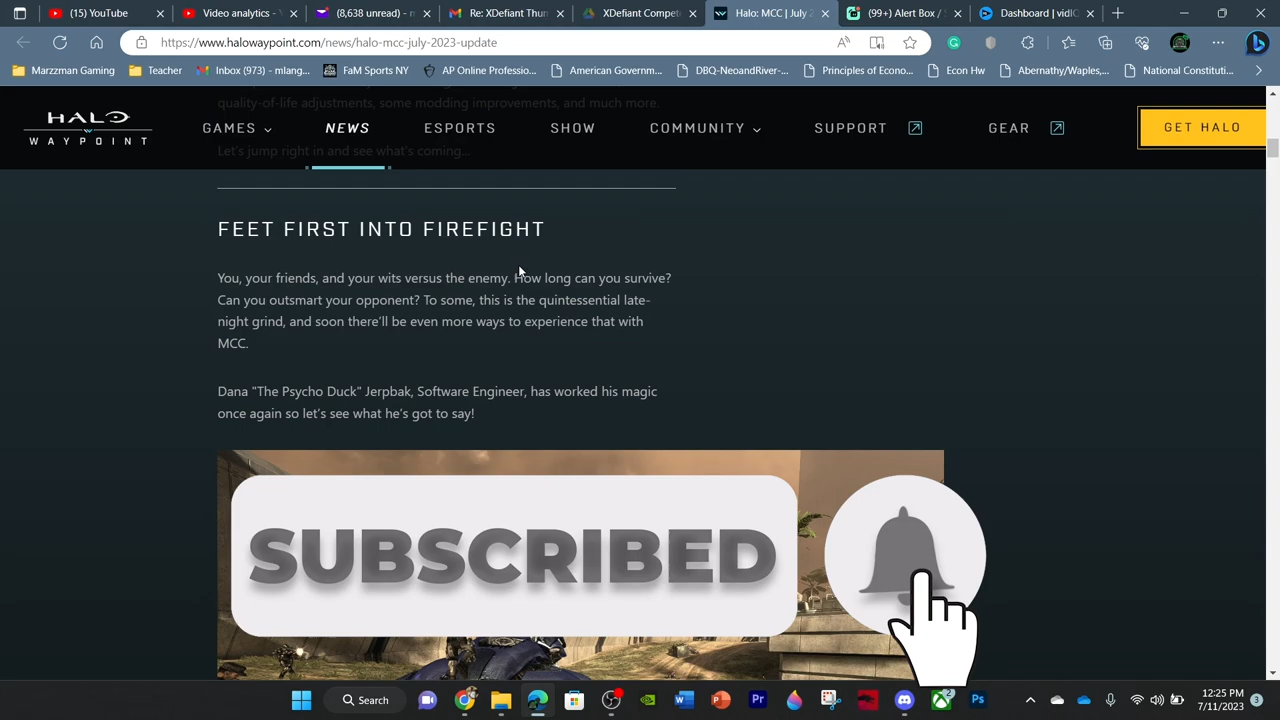 (15) YouTube
Video analytics - Y
(8,638 unread) - m
Re: XDefiant Thun
XDefiant Compet
Halo: MCC | July 2
(99+) Alert Box / S
Dashboard | vidIQ
https://www.halowaypoint.com/news/halo-mcc-july-2023-update
Marzzman Gaming
Teacher
Inbox (973) - mlang...
FaM Sports NY
AP Online Professio...
American Governm...
DBQ-NeoandRiver-...
Principles of Econo...
Econ Hw
Abernathy/Waples,...
National Constituti...
quality-of-life adjustments, some modding improvements, and much more.
HALO
WAYPOINT
GAMES
NEWS
ESPORTS
SHOW
COMMUNITY
SUPPORT
GEAR
GET HALO
Let's jump right in and see what's coming...
FEET FIRST INTO FIREFIGHT
You, your friends, and your wits versus the enemy. How long can you survive?
Can you outsmart your opponent? To some, this is the quintessential late-
night grind, and soon there'll be even more ways to experience that with
MCC.
Dana "The Psycho Duck" Jerpbak, Software Engineer, has worked his magic
once again so let's see what he's got to say!
SUBSCRIBED
Search
12:25 PM
7/11/2023